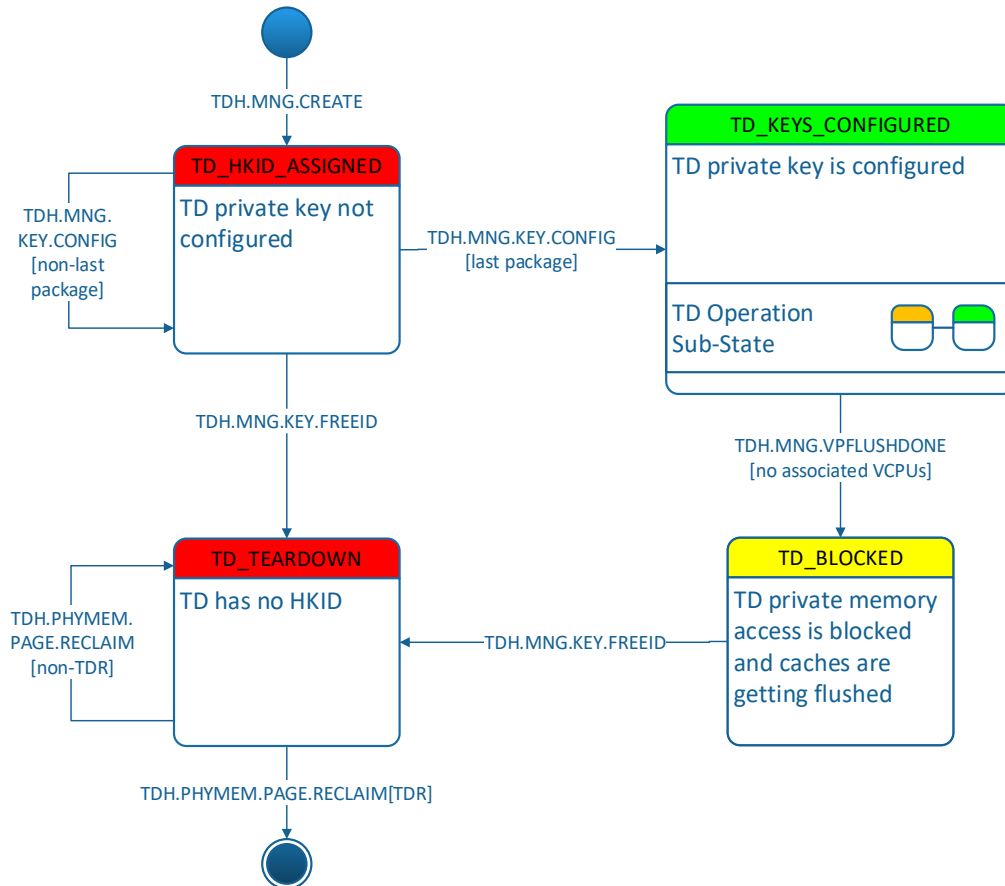 TDH.MNG.CREATE
TD_HKID_ASSIGNED
TD private key not
configured
TDH.MNG.
KEY.CONFIG
[non-last
package]
TDH.MNG.KEY.CONFIG
[last package]
TD_KEYS_CONFIGURED
TD private key is configured
TD Operation
Sub-State
TDH.MNG.KEY.FREEID
TDH.MNG.VPFLUSHDONE
[no associated VCPUs]
TD_TEARDOWN
TD has no HKID
TDH.PHYMEM.
PAGE.RECLAIM
[non-TDR]
TDH.MNG.KEY.FREEID
TD_BLOCKED
TD private memory
access is blocked
and caches are
getting flushed
TDH.PHYMEM.PAGE.RECLAIM[TDR]